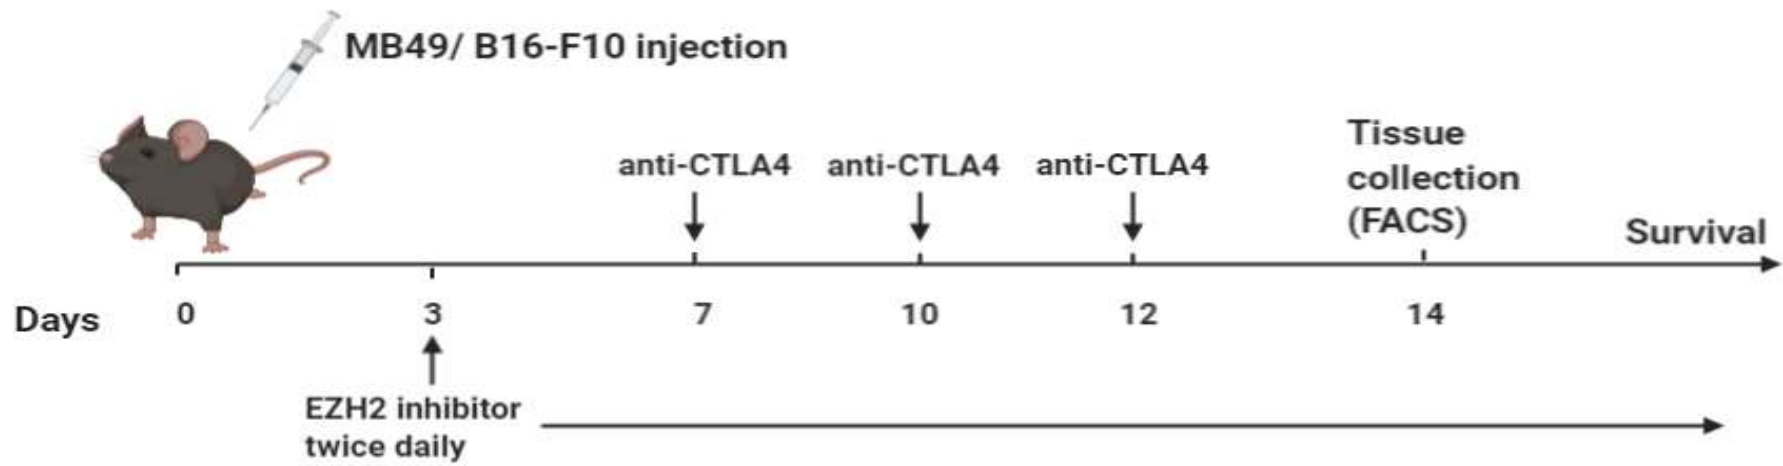 MB49/ B16-F10 injection
Tissue
collection
(FACS)
anti-CTLA4 anti-CTLA4 anti-CTLA4
Survival
Days 0 3 7 10 12 14
EZH2 inhibitor
twice daily